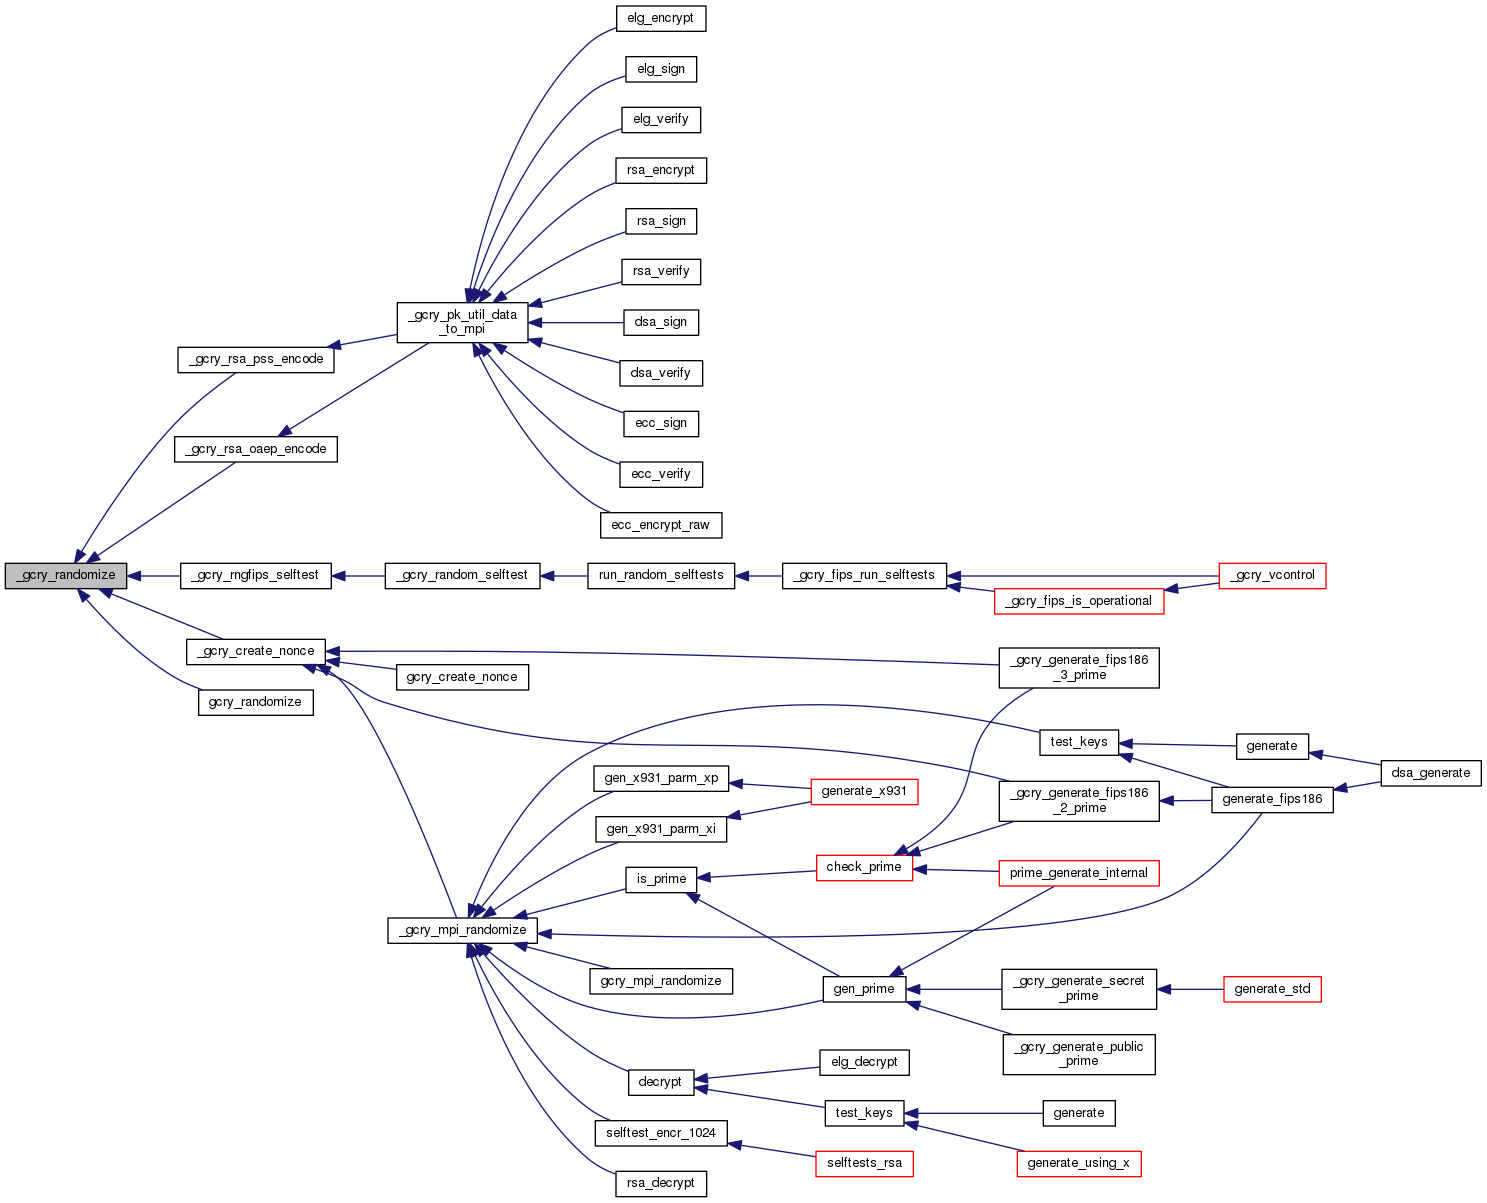 elg_encrypt
elg_sign
elg_verify
rsa_encrypt
rsa_sign
rsa_verify
_gcry_pk_util_data
_to_mpi
dsa_sign
_gcry_rsa_pss_encode
dsa_verify
ecc_sign
_gcry_rsa_oaep_encode
ecc_verify
ecc_encrypt_raw
_gcry_randomize
_gcry_rngfips_selftest
_gcry_random_selftest
run_random_selftests
_gcry_fips_run_selftests
_gcry_vcontrol
_gcry_fips_is_operational
_gcry_create_nonce
gcry_create_nonce
_gcry_generate_fips186
_3_prime
gcry_randomize
test_keys
generate
dsa_generate
gen_x931_parm_xp
generate_x931
_gcry_generate_fips186
_2_prime
generate_fips186
gen_x931_parm_xi
is_prime
check_prime
prime_generate_internal
_gcry_mpi_randomize
gcry_mpi_randomize
gen_prime
_gcry_generate_secret
_prime
generate_std
_gcry_generate_public
_prime
decrypt
elg_decrypt
test_keys
generate
selftest_encr_1024
selftests_rsa
generate_using_x
rsa_decrypt